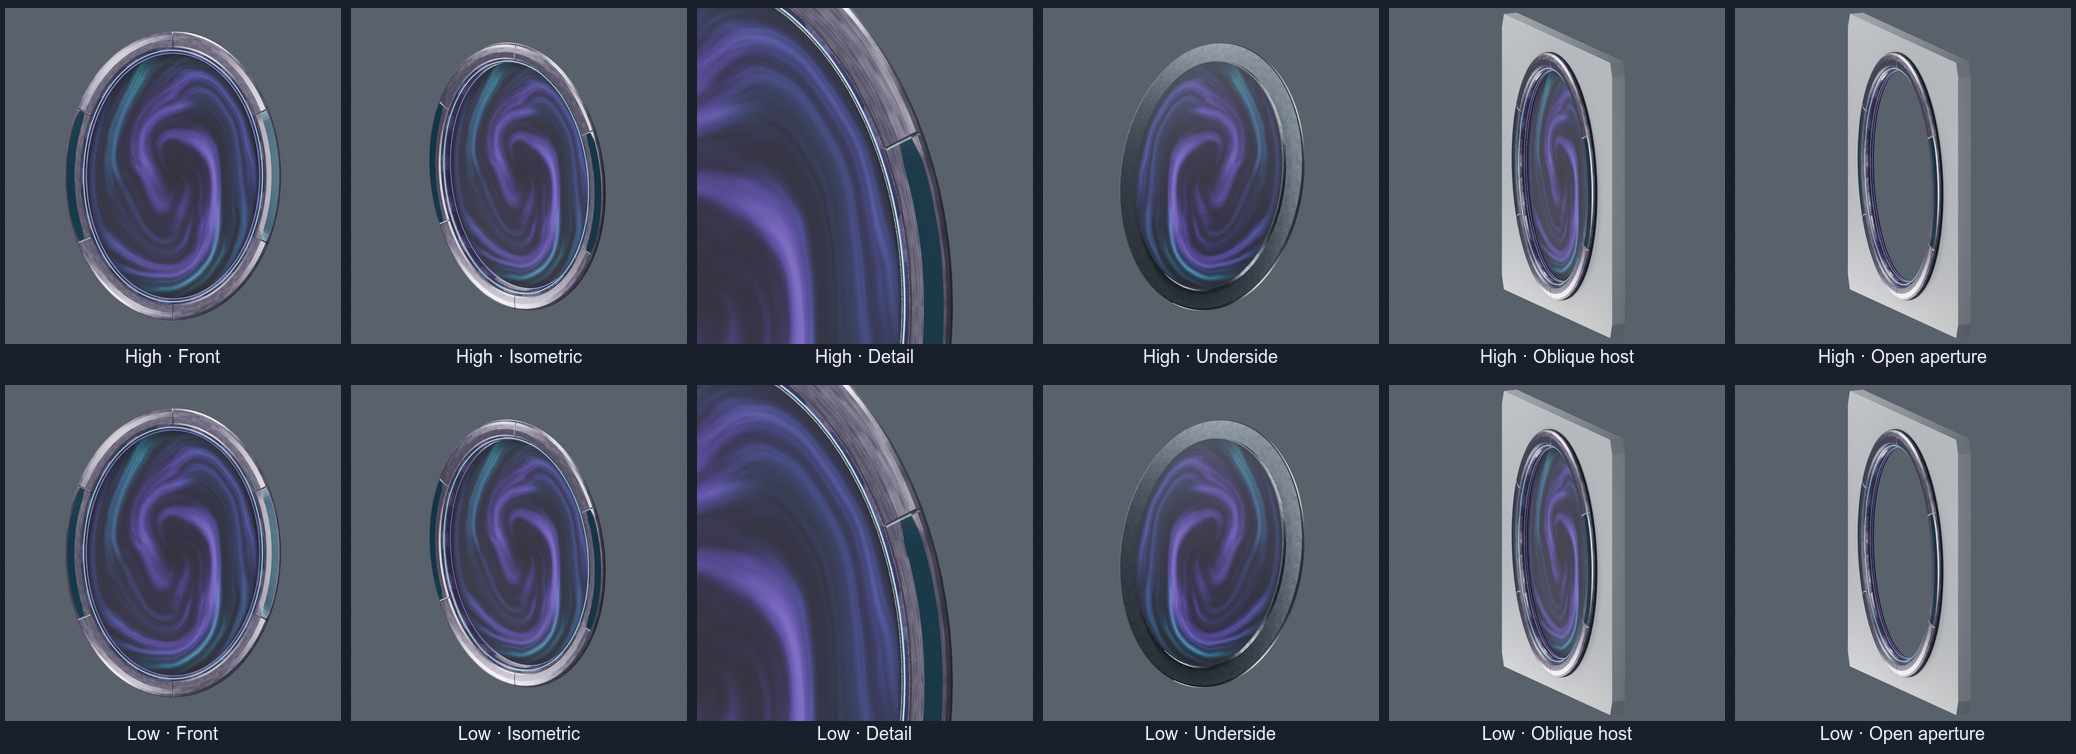 High · Front
High · Isometric
High · Detail
High · Underside
High · Oblique host
High · Open aperture
Low · Front
Low · Isometric
Low · Detail
Low · Underside
Low · Oblique host
Low · Open aperture